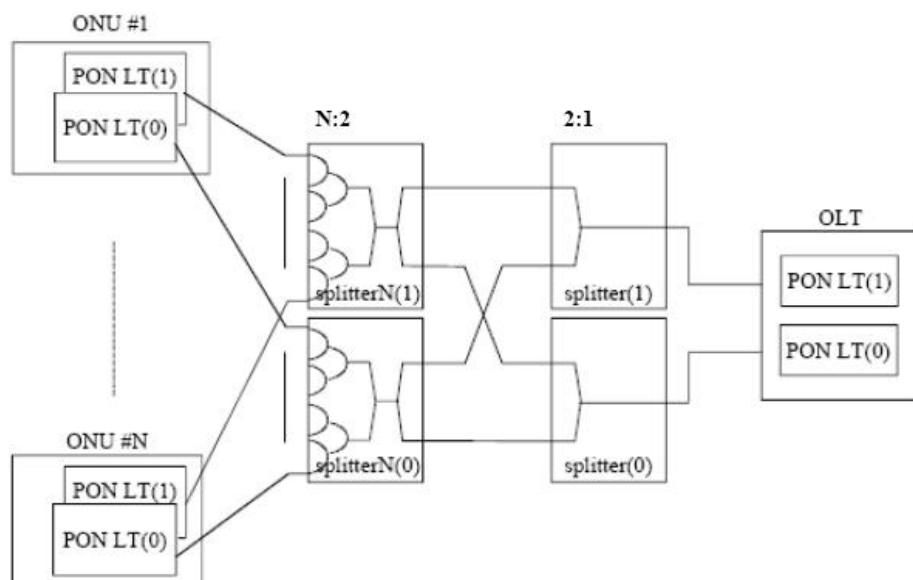 ONU #1
PON LT(1)
PON LT(0)
N:2
2:1
splitterN(1)
splitter(1)
OLT
PON LT(1)
PON LT(0)
splitterN(0)
splitter(0)
ONU #N
PON LT(1)
PON LT(0)